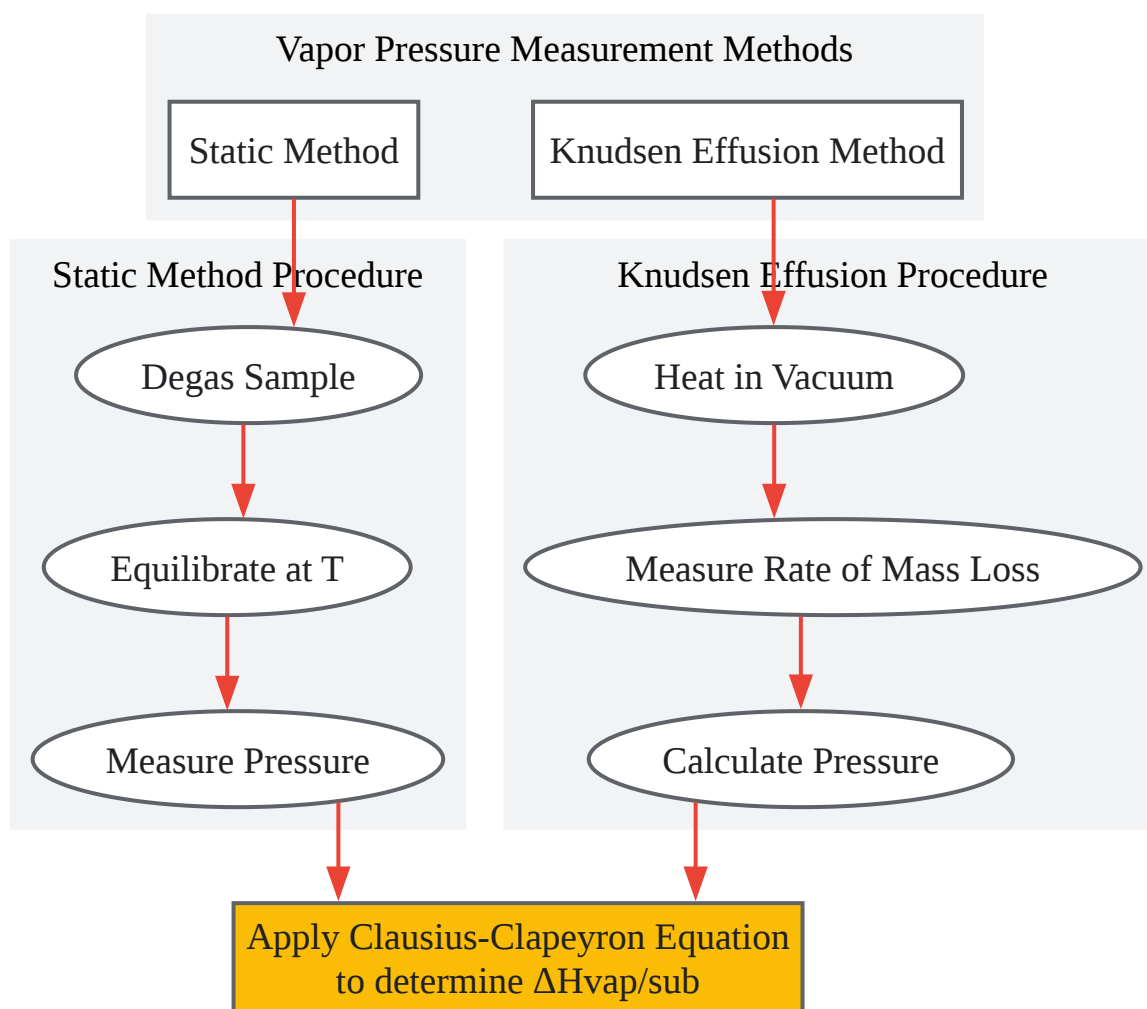 Vapor Pressure Measurement Methods
Static Method
Knudsen Effusion Method
Static Method Procedure
Knudsen Effusion Procedure
Degas Sample
Heat in Vacuum
Equilibrate at T
Measure Rate of Mass Loss
Measure Pressure
Calculate Pressure
Apply Clausius-Clapeyron Equation
to determine ΔHvap/sub